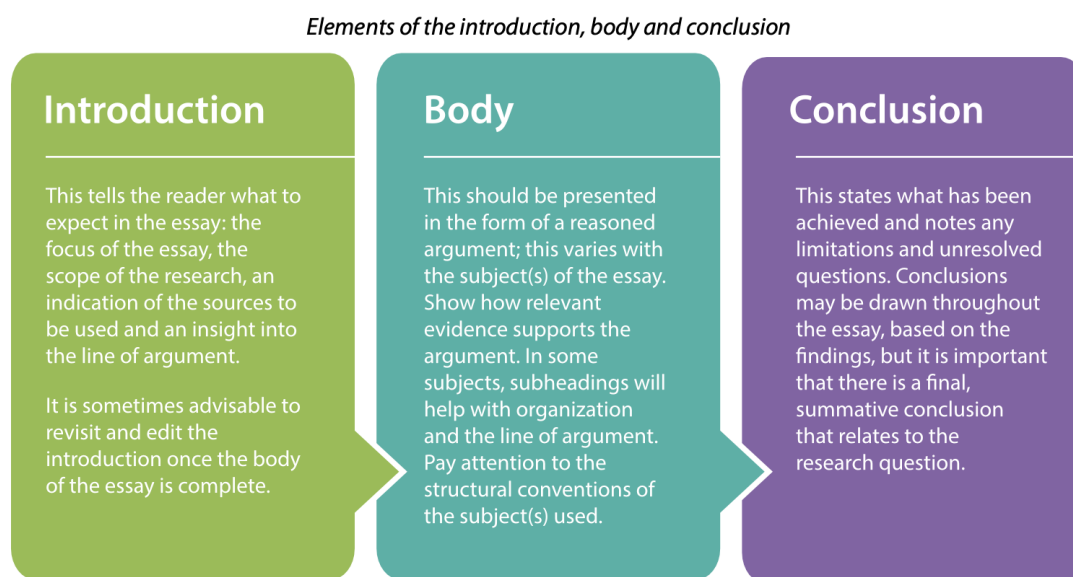 Elements of the introduction, body and conclusion
Introduction
This tells the reader what to
expect in the essay: the
focus of the essay, the
scope of the research, an
indication of the sources to
be used and an insight into
the line of argument.
It is sometimes advisable to
revisit and edit the
introduction once the body
of the essay is complete.
Body
This should be presented
in the form of a reasoned
argument; this varies with
the subject(s) of the essay.
Show how relevant
evidence supports the
argument. In some
subjects, subheadings will
help with organization
and the line of argument.
Pay attention to the
structural conventions of
the subject(s) used.
Conclusion
This states what has been
achieved and notes any
limitations and unresolved
questions. Conclusions
may be drawn throughout
the essay, based on the
findings, but it is important
that there is a final,
summative conclusion
that relates to the
research question.